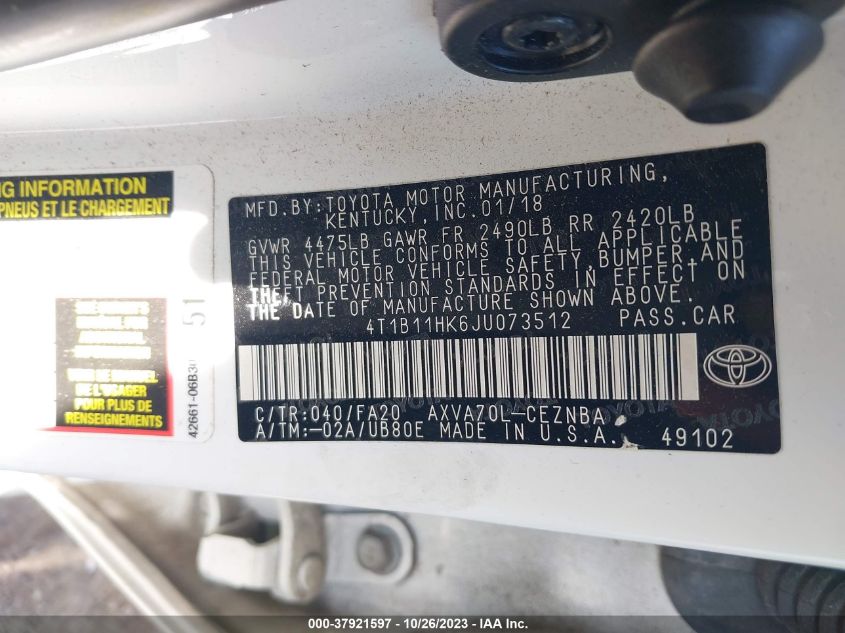 NG INFORMATION
PNEUS ET LE CHARGEMENT
VOIR LE MANUEL
DE L'USAGER
POUR PLUS DE
RENSEIGNEMENTS
42661-06B30
51
MFD.BY:TOYOTA MOTOR MANUFACTURING,
KENTUCKY,INC.01/18
GVWR 4475LB GAWR FR 2490LB RR 2420LB
THIS VEHICLE CONFORMS TO ALL APPLICABLE
FEDERAL MOTOR VEHICLE SAFETY,BUMPER,AND
THEFT PREVENTION STANDARDS IN EFFECT ON
THE DATE OF MANUFACTURE SHOWN ABOVE.
4T1B11HK6JU073512 PASS.CAR
C/TR:040/FA20 AXVA70L-CEZNBA
A/TM:-02A/UB80E MADE IN U.S.A.
49102
000-37921597 - 10/26/2023 - IAA Inc.